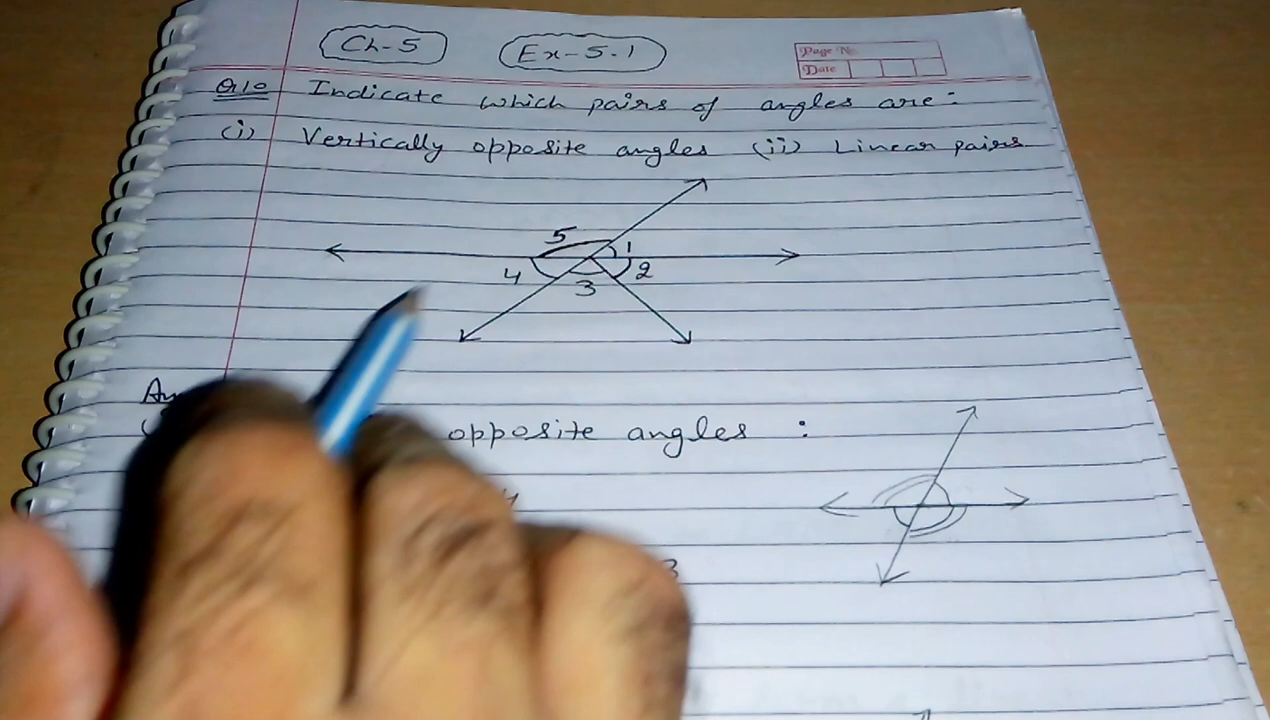 Ch-5 Ex-5.1
Page N
Date
Q10 Indicate which pairs of angles are:
(i) Vertically opposite angles (ii) Linear pairs
5 1
4 3 2
opposite angles :
3